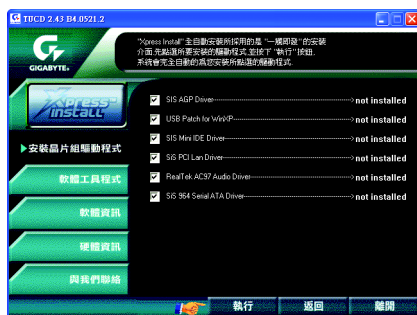 TUCD 2.43 B4.0521.2
GIGABYTE™
"Xpress Install" 全自動安裝所採用的是 "一觸即發" 的安裝
介面.先點選所要安裝的驅動程式,並按下 "執行" 按鈕.
系統會完全自動的為您安裝所點選的驅動程式.
Xpress
Install
安裝晶片組驅動程式
軟體工具程式
軟體資訊
硬體資訊
與我們聯絡
SIS AGP Driver not installed
USB Patch for WinXP not installed
SIS Mini IDE Driver not installed
SiS PCI Lan Driver not installed
RealTek AC97 Audio Driver not installed
SiS 964 Serial ATA Driver not installed
執行 返回 離開